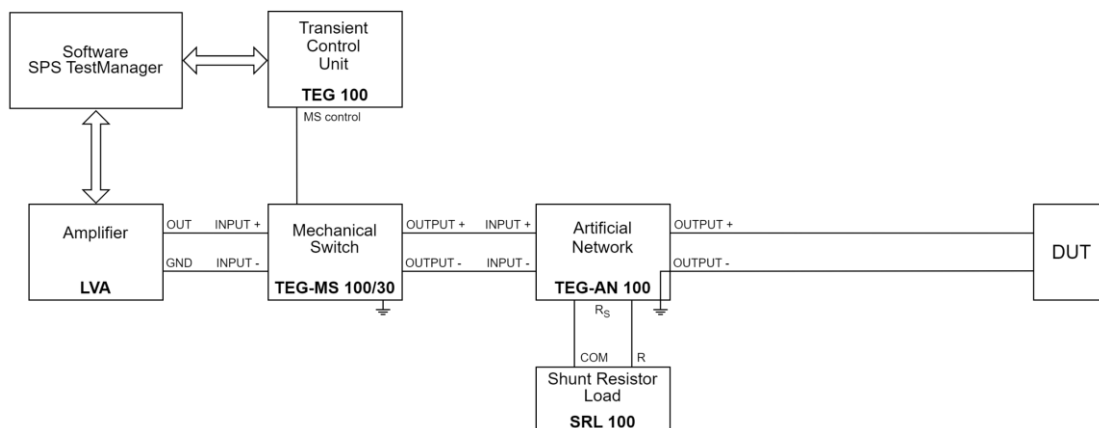 Software
SPS TestManager
Transient
Control
Unit
TEG 100
MS control
Amplifier
LVA
OUT
INPUT +
GND
INPUT -
Mechanical
Switch
TEG-MS 100/30
OUTPUT +
INPUT +
OUTPUT -
INPUT -
Artificial
Network
TEG-AN 100
OUTPUT +
OUTPUT -
DUT
RS
COM
R
Shunt Resistor
Load
SRL 100